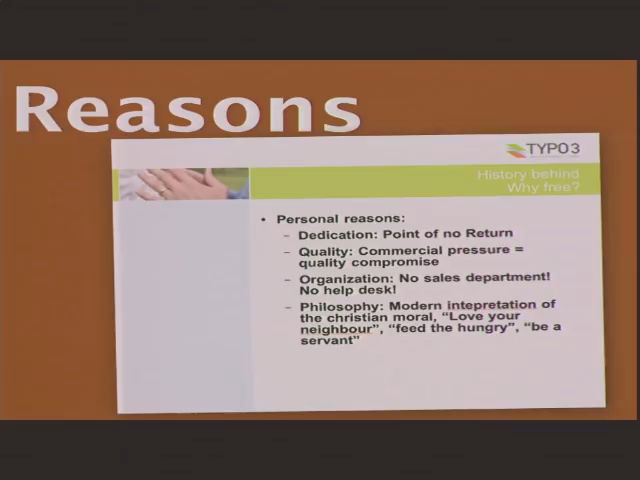 Reasons
TYPO3
History behind
Why free?
• Personal reasons:
– Dedication: Point of no Return
– Quality: Commercial pressure =
quality compromise
– Organization: No sales department!
No help desk!
– Philosophy: Modern intepretation of
the christian moral, “Love your
neighbour”, “feed the hungry”, “be a
servant”